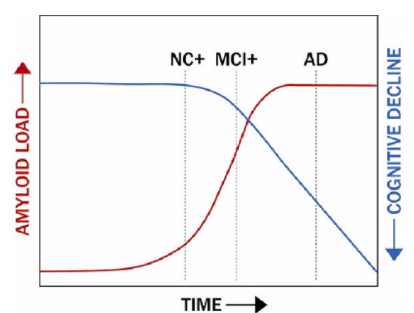 NC+ MCI+ AD
AMYLOID LOAD
COGNITIVE DECLINE
TIME